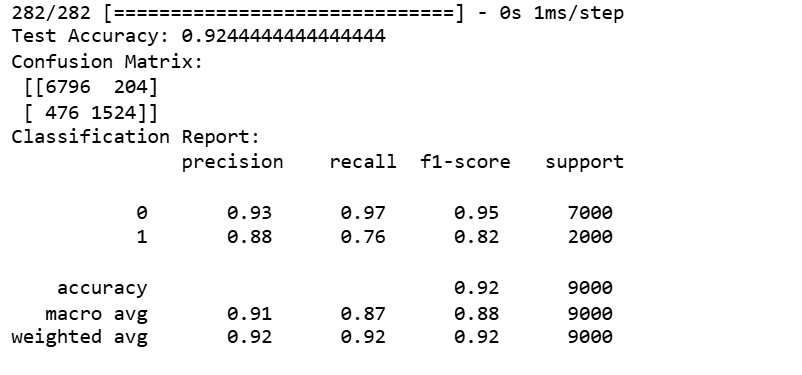 282/282 [==============================] - 0s 1ms/step
Test Accuracy: 0.9244444444444444
Confusion Matrix:
 [[6796  204]
 [ 476 1524]]
Classification Report:
              precision    recall  f1-score   support

           0       0.93      0.97      0.95      7000
           1       0.88      0.76      0.82      2000

    accuracy                           0.92      9000
   macro avg       0.91      0.87      0.88      9000
weighted avg       0.92      0.92      0.92      9000